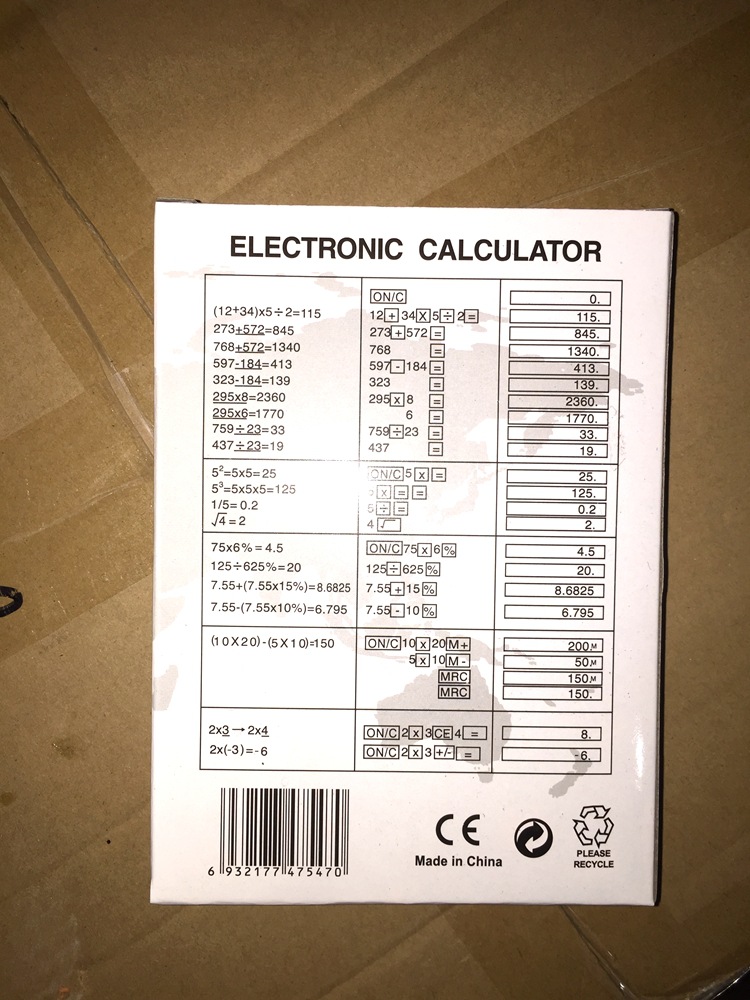 ELECTRONIC CALCULATOR
ON/C 0.
(12+34)x5÷2=115 12 + 34 X 5 ÷ 2 = 115.
273+572=845 273 + 572 = 845.
768+572=1340 768 = 1340.
597-184=413 597 - 184 = 413.
323-184=139 323 = 139.
295x8=2360 295 x 8 = 2360.
295x6=1770 6 = 1770.
759÷23=33 759 ÷ 23 = 33.
437÷23=19 437 = 19.
5²=5x5=25 ON/C 5 x = 25.
5³=5x5x5=125 5 x = = 125.
1/5=0.2 5 ÷ = 0.2
√4=2 4 √ 2.
75x6%=4.5 ON/C 75 x 6 % 4.5
125÷625%=20 125 ÷ 625 % 20.
7.55+(7.55x15%)=8.6825 7.55 + 15 % 8.6825
7.55-(7.55x10%)=6.795 7.55 - 10 % 6.795
(10X20)-(5X10)=150 ON/C 10 x 20 M+ 200.M
5 x 10 M- 50.M
MRC 150.M
MRC 150.
2x3→2x4 ON/C 2 x 3 CE 4 = 8.
2x(-3)=-6 ON/C 2 x 3 +/- = -6.
6 932177 475470
CE
Made in China
PLEASE
RECYCLE